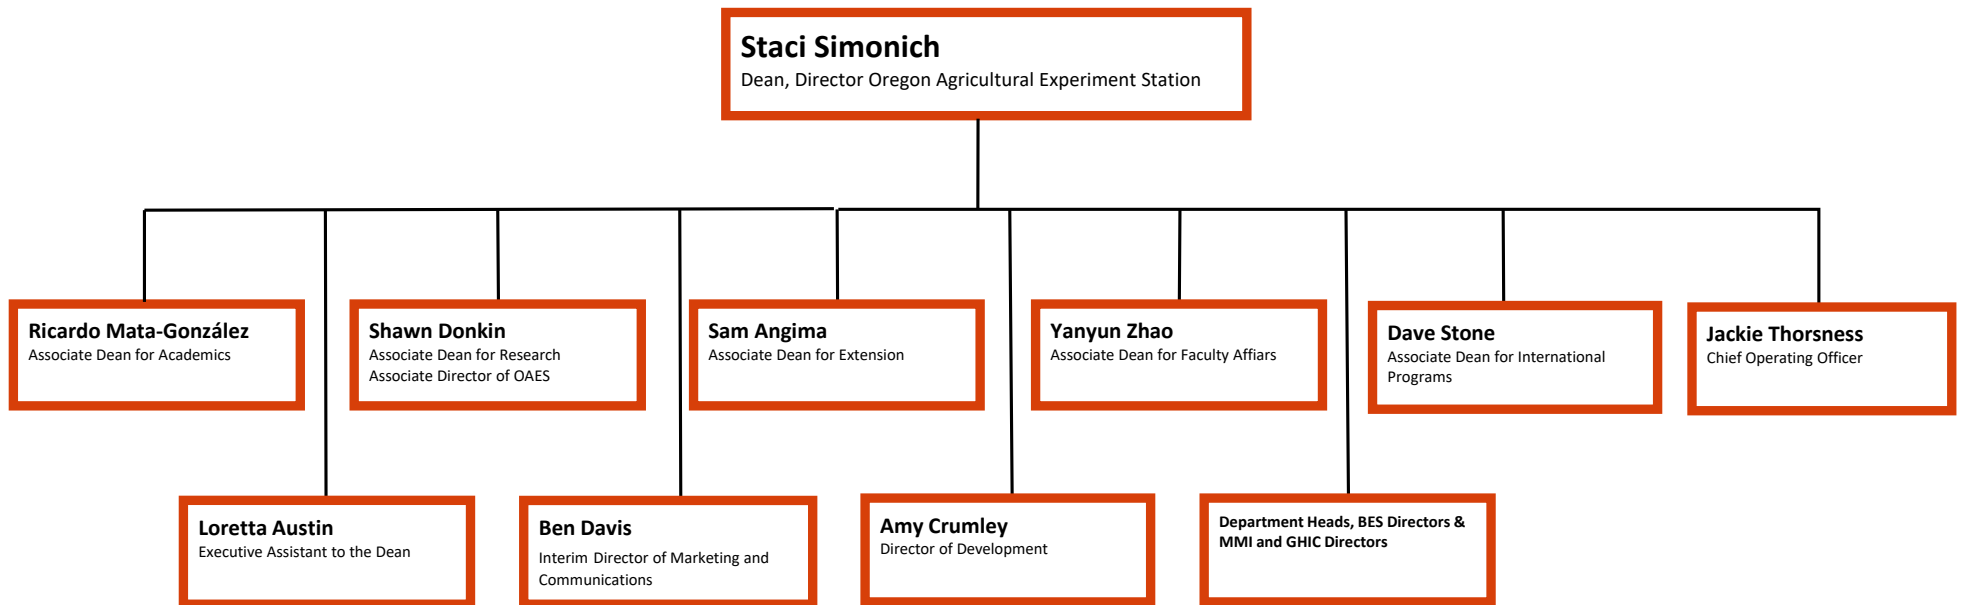 Staci Simonich
Dean, Director Oregon Agricultural Experiment Station
Ricardo Mata-González
Associate Dean for Academics
Shawn Donkin
Associate Dean for Research
Associate Director of OAES
Sam Angima
Associate Dean for Extension
Yanyun Zhao
Associate Dean for Faculty Affiars
Dave Stone
Associate Dean for International
Programs
Jackie Thorsness
Chief Operating Officer
Loretta Austin
Executive Assistant to the Dean
Ben Davis
Interim Director of Marketing and
Communications
Amy Crumley
Director of Development
Department Heads, BES Directors &
MMI and GHIC Directors